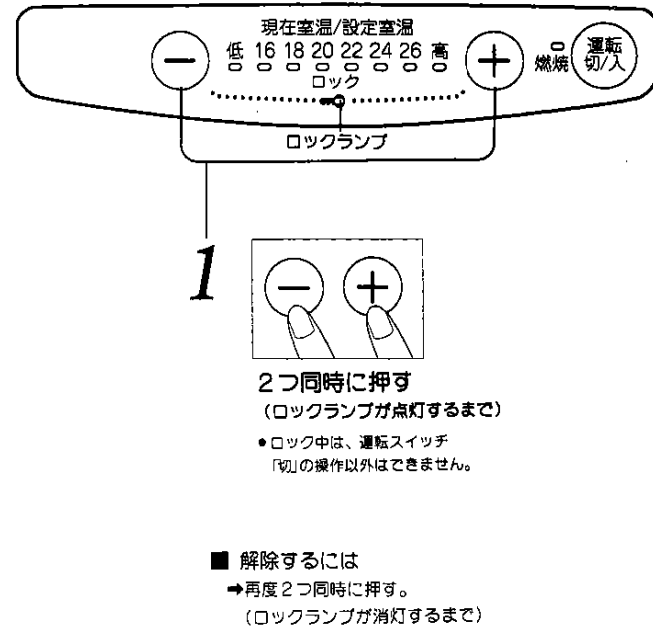 現在室温/設定室温
低 16 18 20 22 24 26 高
燃焼
運転
切/入
ロック
ロックランプ
1
2つ同時に押す
(ロックランプが点灯するまで)
●ロック中は、運転スイッチ
「切」の操作以外はできません。
■ 解除するには
➡再度2つ同時に押す。
(ロックランプが消灯するまで)